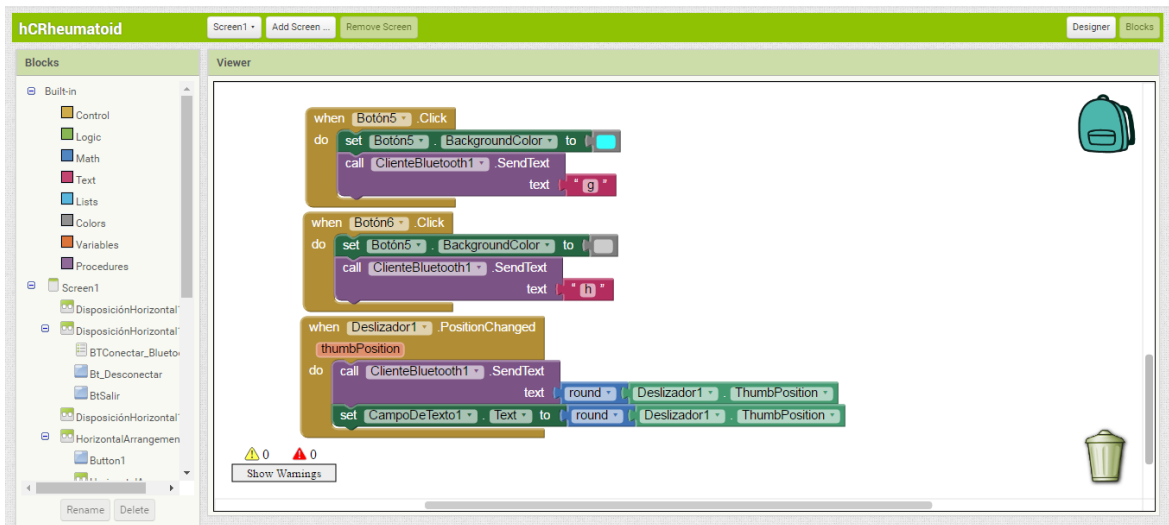 hCRheumatoid Screen1 Add Screen ... Remove Screen Designer Blocks
Blocks
Built-in
Control
Logic
Math
Text
Lists
Colors
Variables
Procedures
Screen1
DisposiciónHorizontal
DisposiciónHorizontal
BTConectar_Blueto
Bt_Desconectar
BtSalir
DisposiciónHorizontal
HorizontalArrangemen
Button1
Rename Delete
Viewer
when Botón5 .Click
do set Botón5 . BackgroundColor to
call ClienteBluetooth1 .SendText
text " g "
when Botón6 .Click
do set Botón5 . BackgroundColor to
call ClienteBluetooth1 .SendText
text " h "
when Deslizador1 .PositionChanged
thumbPosition
do call ClienteBluetooth1 .SendText
text round Deslizador1 . ThumbPosition
set CampoDeTexto1 . Text to round Deslizador1 . ThumbPosition
0 0
Show Warnings